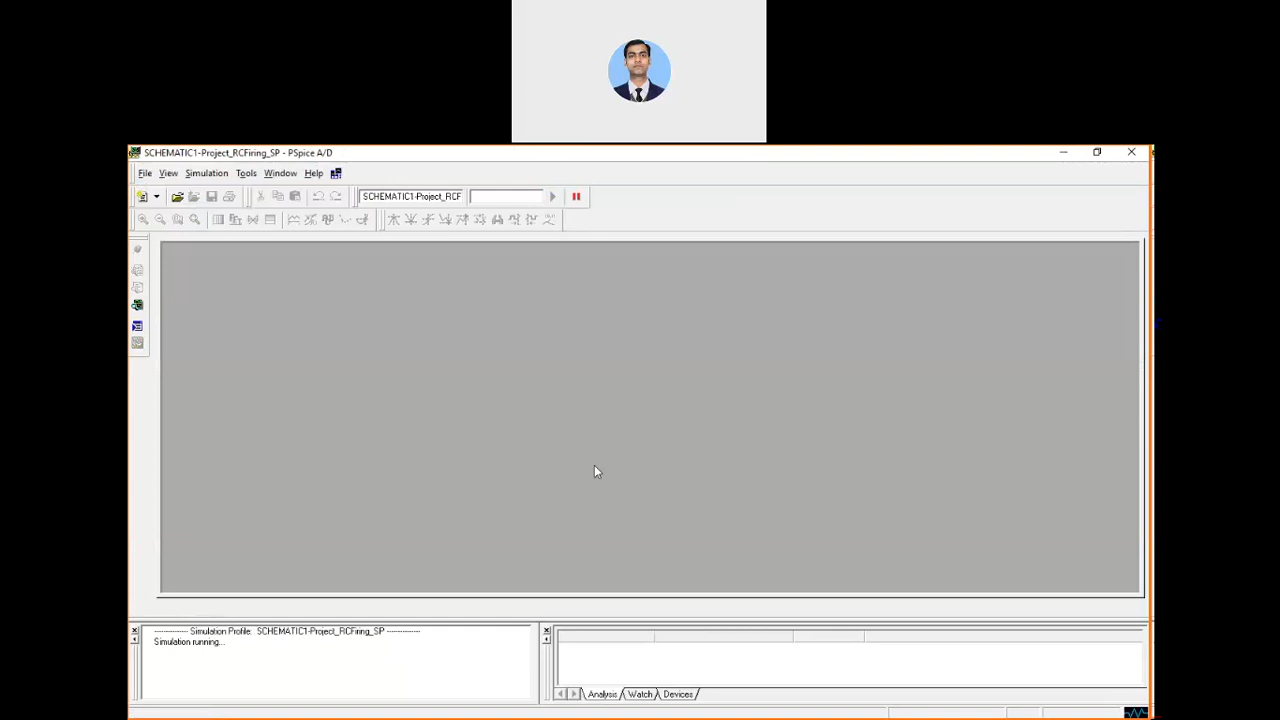 SCHEMATIC1-Project_RCFiring_SP - PSpice A/D
File View Simulation Tools Window Help
SCHEMATIC1-Project_RCF
---------------- Simulation Profile: SCHEMATIC1-Project_RCFiring_SP ----------------
Simulation running...
Analysis Watch Devices